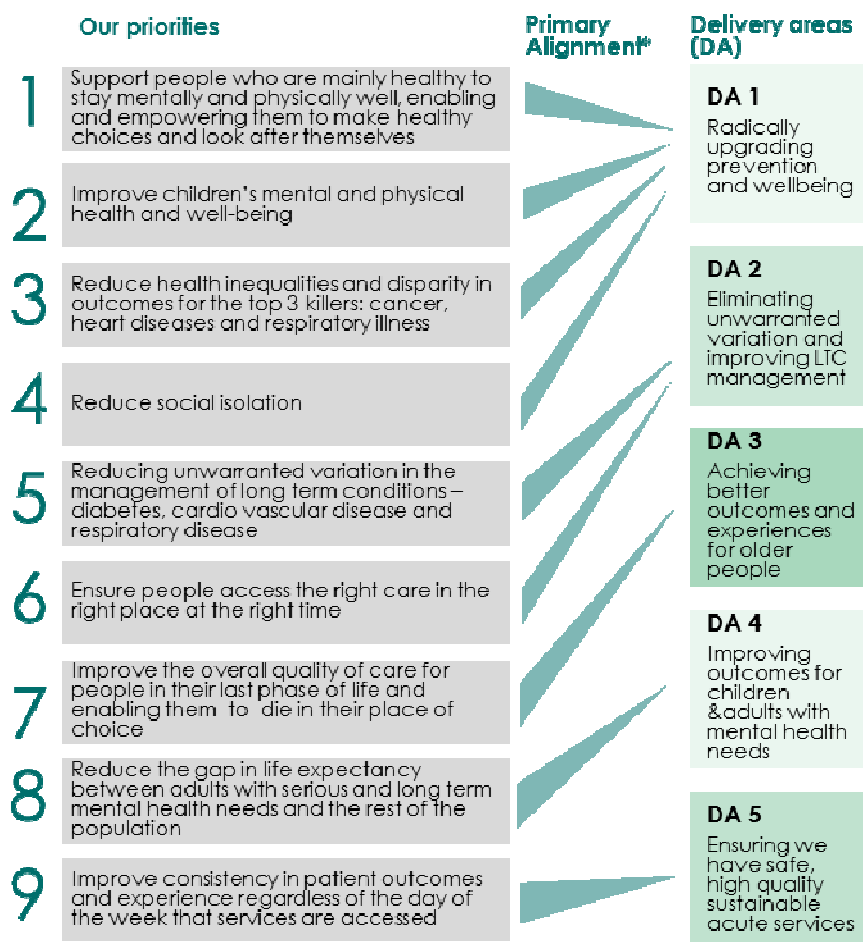 Our priorities
Primary
Alignment*
Delivery areas
(DA)
1
Support people who are mainly healthy to
stay mentally and physically well, enabling
and empowering them to make healthy
choices and look after themselves
2
Improve children's mental and physical
health and well-being
3
Reduce health inequalities and disparity in
outcomes for the top 3 killers: cancer,
heart diseases and respiratory illness
4
Reduce social isolation
5
Reducing unwarranted variation in the
management of long term conditions –
diabetes, cardio vascular disease and
respiratory disease
6
Ensure people access the right care in the
right place at the right time
7
Improve the overall quality of care for
people in their last phase of life and
enabling them to die in their place of
choice
8
Reduce the gap in life expectancy
between adults with serious and long term
mental health needs and the rest of the
population
9
Improve consistency in patient outcomes
and experience regardless of the day of
the week that services are accessed
DA 1
Radically
upgrading
prevention
and wellbeing
DA 2
Eliminating
unwarranted
variation and
improving LTC
management
DA 3
Achieving
better
outcomes and
experiences
for older
people
DA 4
Improving
outcomes for
children
&adults with
mental health
needs
DA 5
Ensuring we
have safe,
high quality
sustainable
acute services